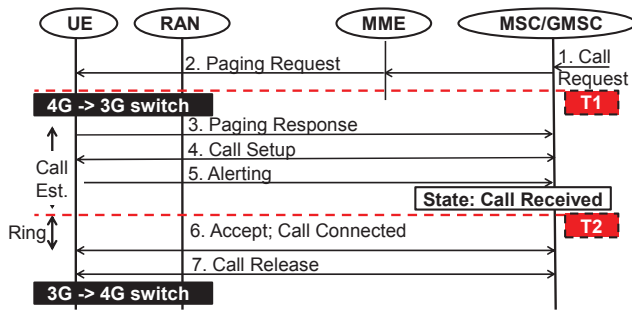 UE RAN MME MSC/GMSC
1. Call
Request
2. Paging Request
4G -> 3G switch
T1
3. Paging Response
4. Call Setup
Call
Est.
5. Alerting
State: Call Received
T2
Ring
6. Accept; Call Connected
7. Call Release
3G -> 4G switch